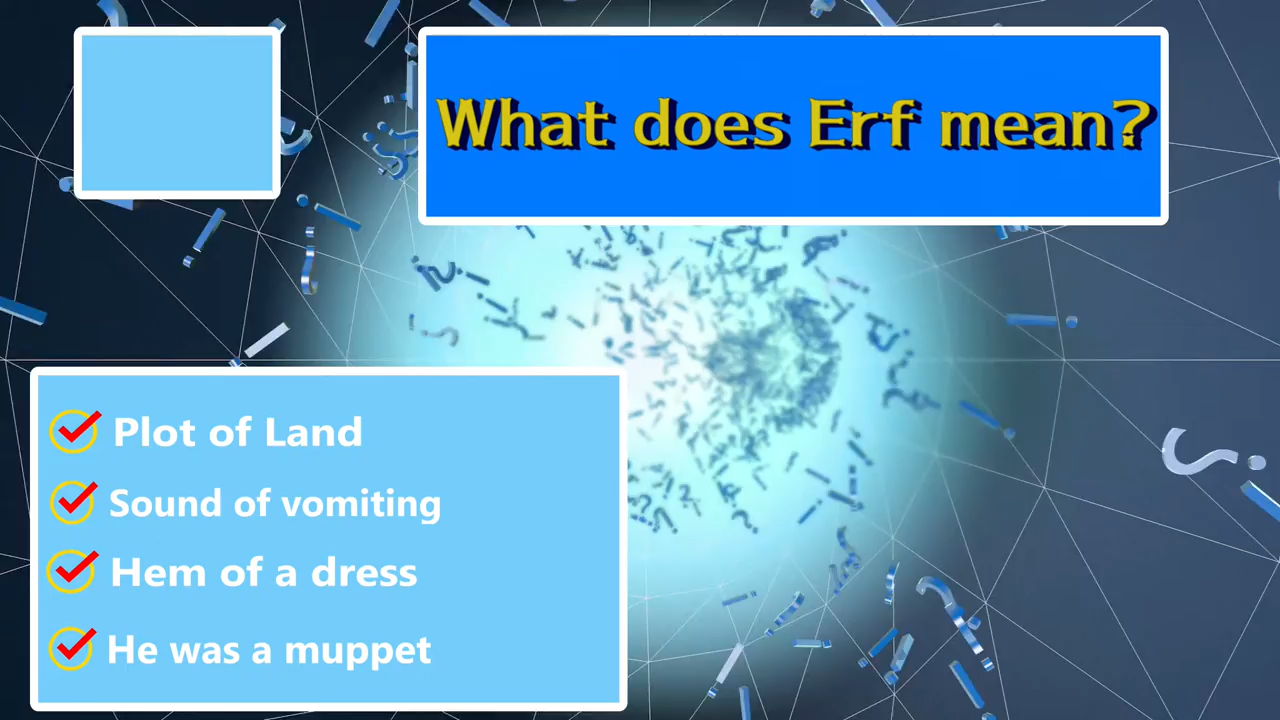 What does Erf mean?
Plot of Land
Sound of vomiting
Hem of a dress
He was a muppet